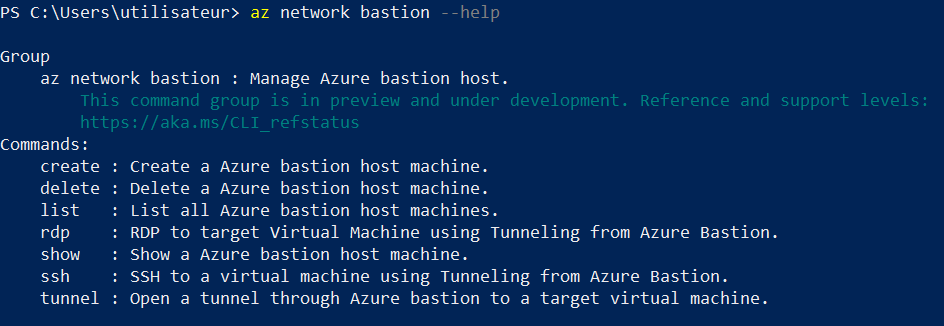 PS C:\Users\utilisateur> az network bastion --help
Group
az network bastion : Manage Azure bastion host.
This command group is in preview and under development. Reference and support levels:
https://aka.ms/CLI_refstatus
Commands:
create : Create a Azure bastion host machine.
delete : Delete a Azure bastion host machine.
list   : List all Azure bastion host machines.
rdp    : RDP to target Virtual Machine using Tunneling from Azure Bastion.
show   : Show a Azure bastion host machine.
ssh    : SSH to a virtual machine using Tunneling from Azure Bastion.
tunnel : Open a tunnel through Azure bastion to a target virtual machine.